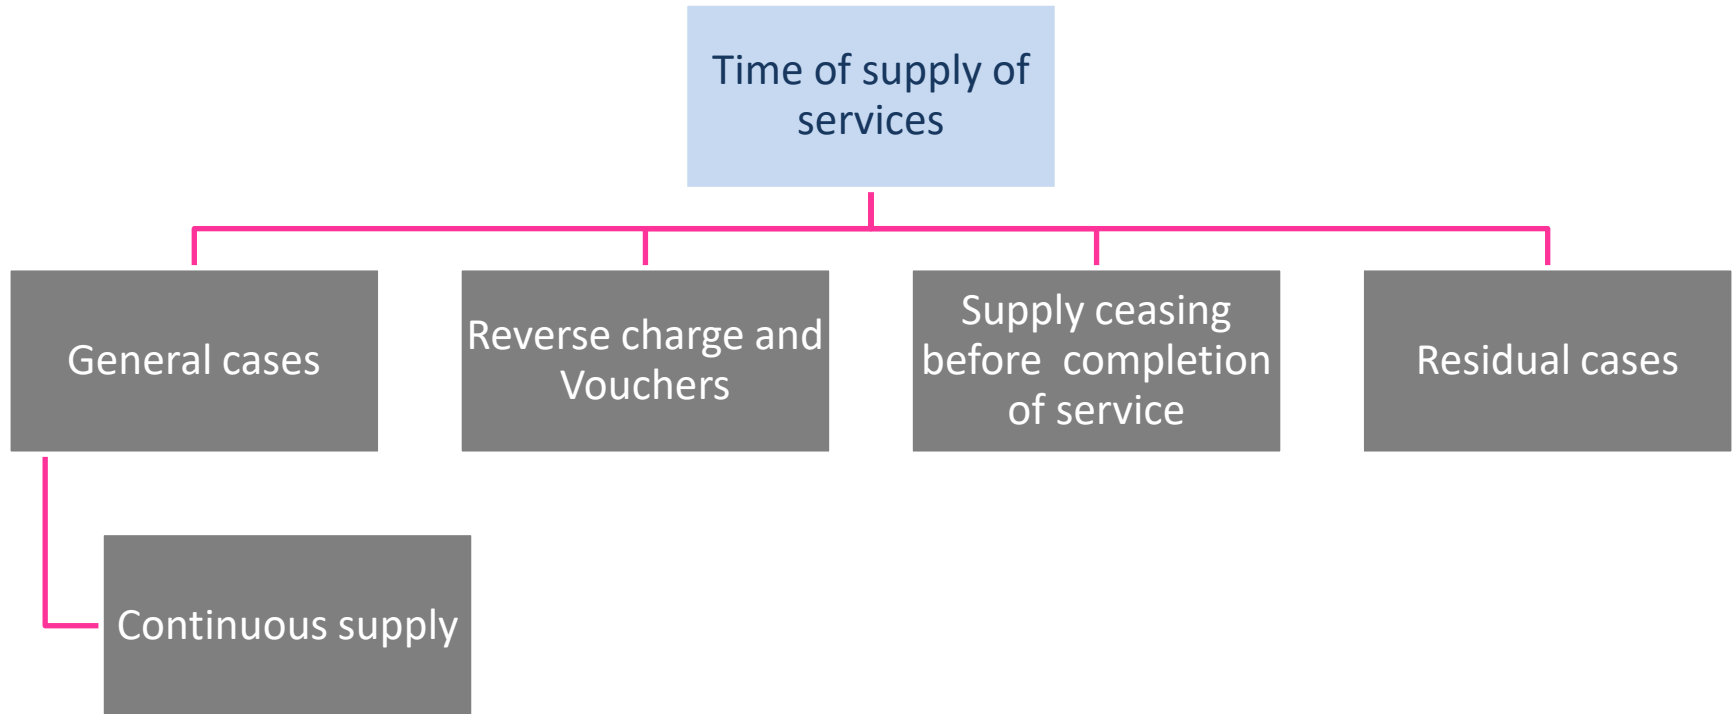 Time of supply of
services
General cases
Reverse charge and
Vouchers
Supply ceasing
before  completion
of service
Residual cases
Continuous supply